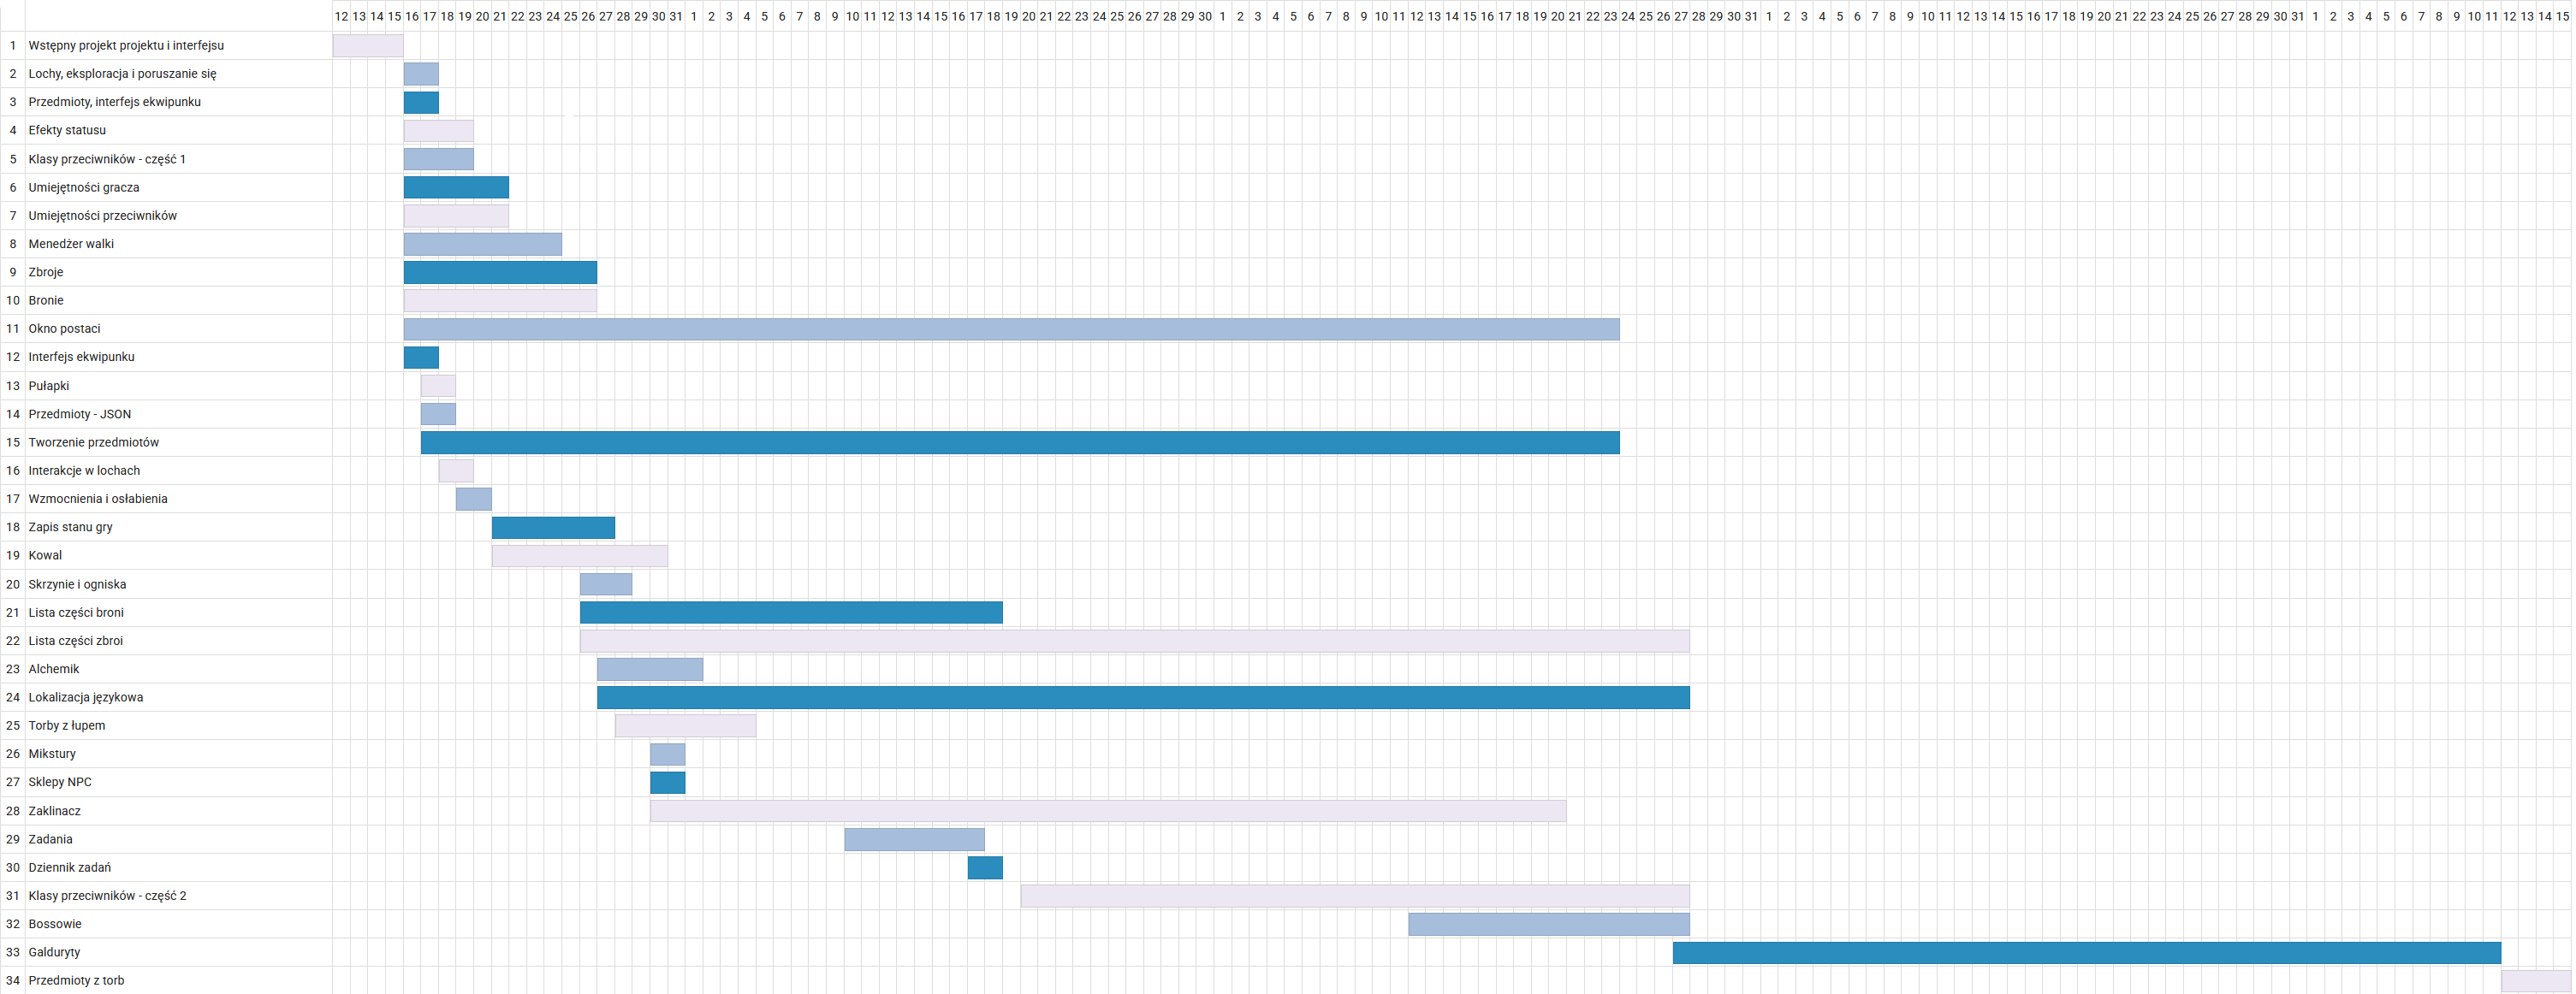 12 13 14 15 16 17 18 19 20 21 22 23 24 25 26 27 28 29 30 31 1 2 3 4 5 6 7 8 9 10 11 12 13 14 15 16 17 18 19 20 21 22 23 24 25 26 27 28 29 30 1 2 3 4 5 6 7 8 9 10 11 12 13 14 15 16 17 18 19 20 21 22 23 24 25 26 27 28 29 30 31 1 2 3 4 5 6 7 8 9 10 11 12 13 14 15 16 17 18 19 20 21 22 23 24 25 26 27 28 29 30 31 1 2 3 4 5 6 7 8 9 10 11 12 13 14 15
1 Wstępny projekt projektu i interfejsu
2 Lochy, eksploracja i poruszanie się
3 Przedmioty, interfejs ekwipunku
4 Efekty statusu
5 Klasy przeciwników - część 1
6 Umiejętności gracza
7 Umiejętności przeciwników
8 Menedżer walki
9 Zbroje
10 Bronie
11 Okno postaci
12 Interfejs ekwipunku
13 Pułapki
14 Przedmioty - JSON
15 Tworzenie przedmiotów
16 Interakcje w lochach
17 Wzmocnienia i osłabienia
18 Zapis stanu gry
19 Kowal
20 Skrzynie i ogniska
21 Lista części broni
22 Lista części zbroi
23 Alchemik
24 Lokalizacja językowa
25 Torby z łupem
26 Mikstury
27 Sklepy NPC
28 Zaklinacz
29 Zadania
30 Dziennik zadań
31 Klasy przeciwników - część 2
32 Bossowie
33 Galduryty
34 Przedmioty z torb